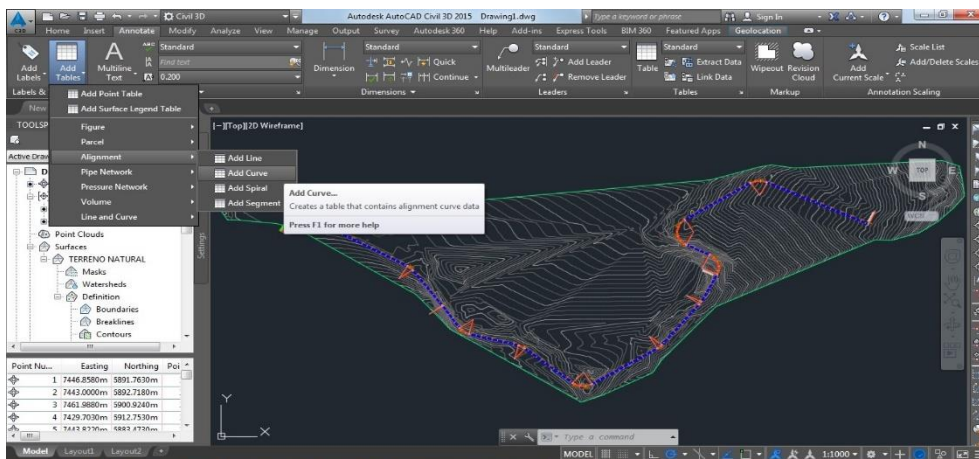 Civil 3D
Autodesk AutoCAD Civil 3D 2015 Drawing1.dwg
Type a keyword or phrase
Sign In
Home Insert Annotate Modify Analyze View Manage Output Survey Autodesk 360 Help Add-ins Express Tools BIM 360 Featured Apps Geolocation
Add Labels
Add Tables
Multiline Text
Standard
Find text
0.200
Dimension
Standard
Quick
Continue
Multileader
Standard
Add Leader
Remove Leader
Table
Standard
Extract Data
Link Data
Wipeout
Revision Cloud
Add Current Scale
Scale List
Add/Delete Scales
Labels &
Dimensions
Leaders
Tables
Markup
Annotation Scaling
New
TOOLSP
Active Draw
Add Point Table
Add Surface Legend Table
Figure
Parcel
Alignment
Pipe Network
Pressure Network
Volume
Line and Curve
Add Line
Add Curve
Add Spiral
Add Segment
Add Curve...
Creates a table that contains alignment curve data
Press F1 for more help
[−][Top][2D Wireframe]
N
W TOP E
S
WCS
Point Clouds
Surfaces
TERRENO NATURAL
Masks
Watersheds
Definition
Boundaries
Breaklines
Contours
Settings
Point Nu... Easting Northing Poi
1 7446.8580m 5891.7630m
2 7443.0000m 5892.7180m
3 7461.9880m 5900.9240m
4 7429.7030m 5912.7530m
5 7443.8220m 5883.4730m
Y
X
Type a command
Model Layout1 Layout2
MODEL
1:1000